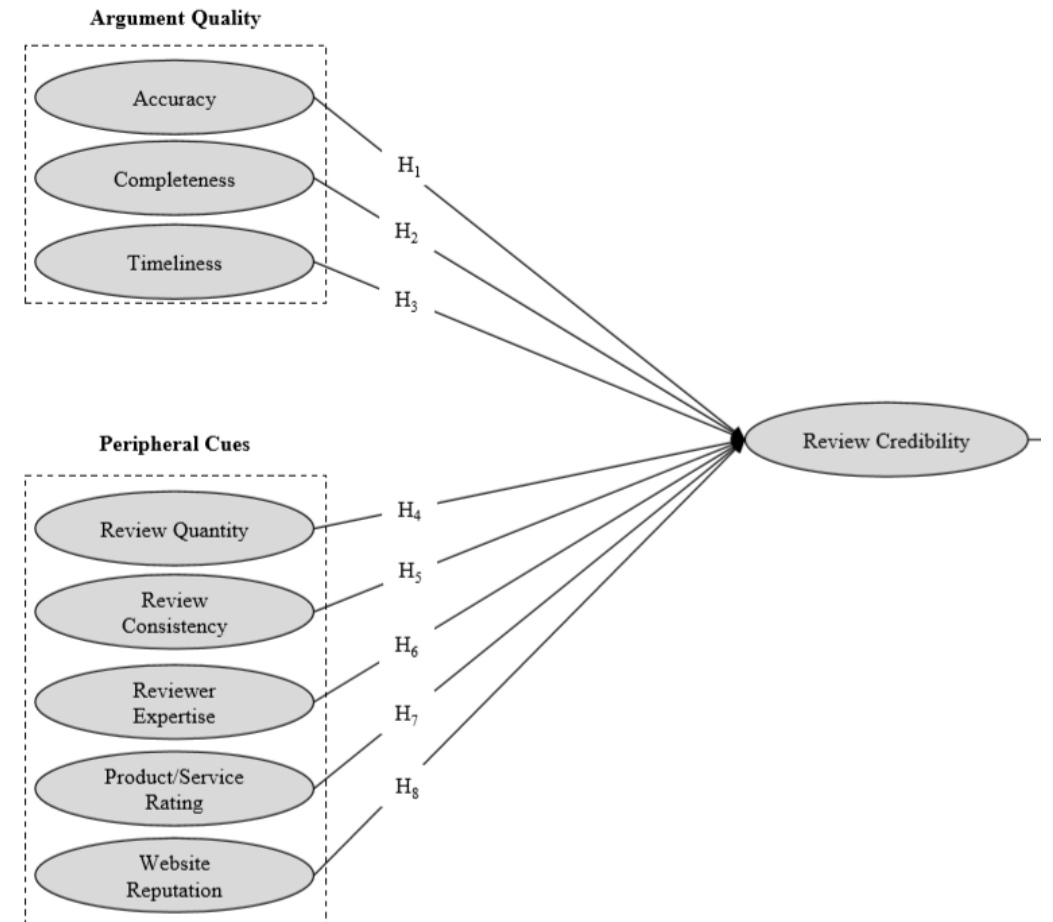 Argument Quality
Accuracy
Completeness
Timeliness
H₁
H₂
H₃
Peripheral Cues
Review Quantity
Review
Consistency
Reviewer
Expertise
Product/Service
Rating
Website
Reputation
H₄
H₅
H₆
H₇
H₈
Review Credibility